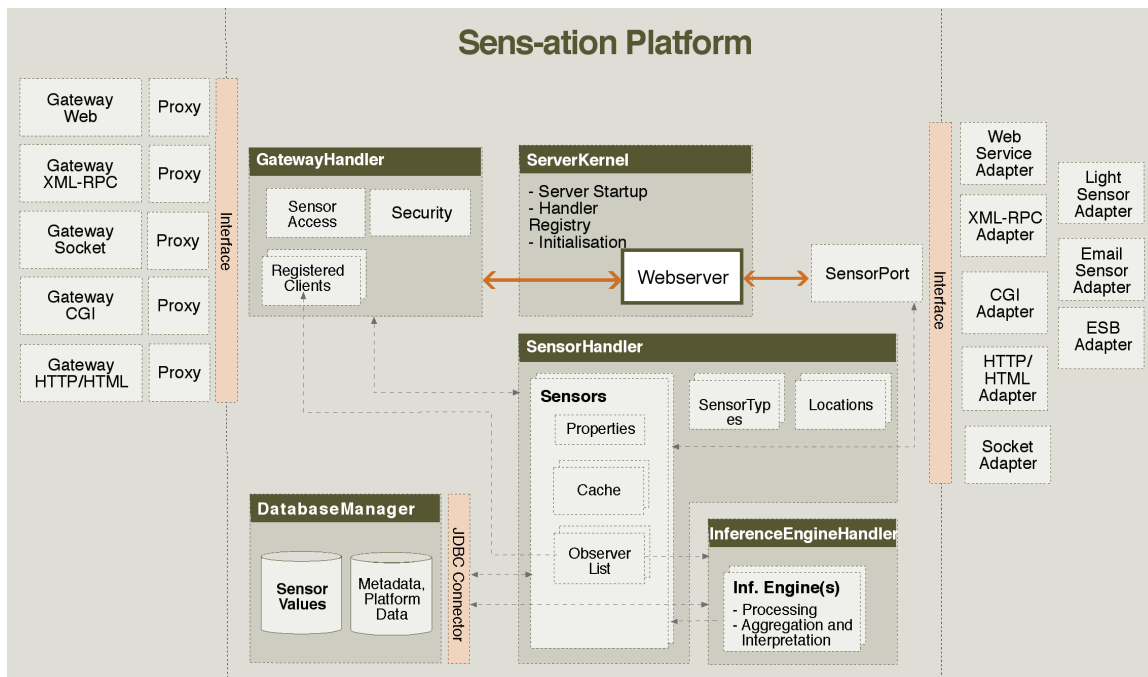 Sens-ation Platform
Gateway
Web
Proxy
Gateway
XML-RPC
Proxy
Gateway
Socket
Proxy
Gateway
CGI
Proxy
Gateway
HTTP/HTML
Proxy
Interface
GatewayHandler
Sensor
Access
Security
Registered
Clients
ServerKernel
- Server Startup
- Handler
Registry
- Initialisation
Webserver
SensorPort
SensorHandler
Sensors
Properties
Cache
Observer
List
SensorTyp
es
Locations
DatabaseManager
Sensor
Values
Metadata,
Platform
Data
JDBC Connector
InferenceEngineHandler
Inf. Engine(s)
- Processing
- Aggregation and
Interpretation
Interface
Web
Service
Adapter
XML-RPC
Adapter
CGI
Adapter
HTTP/
HTML
Adapter
Socket
Adapter
Light
Sensor
Adapter
Email
Sensor
Adapter
ESB
Adapter